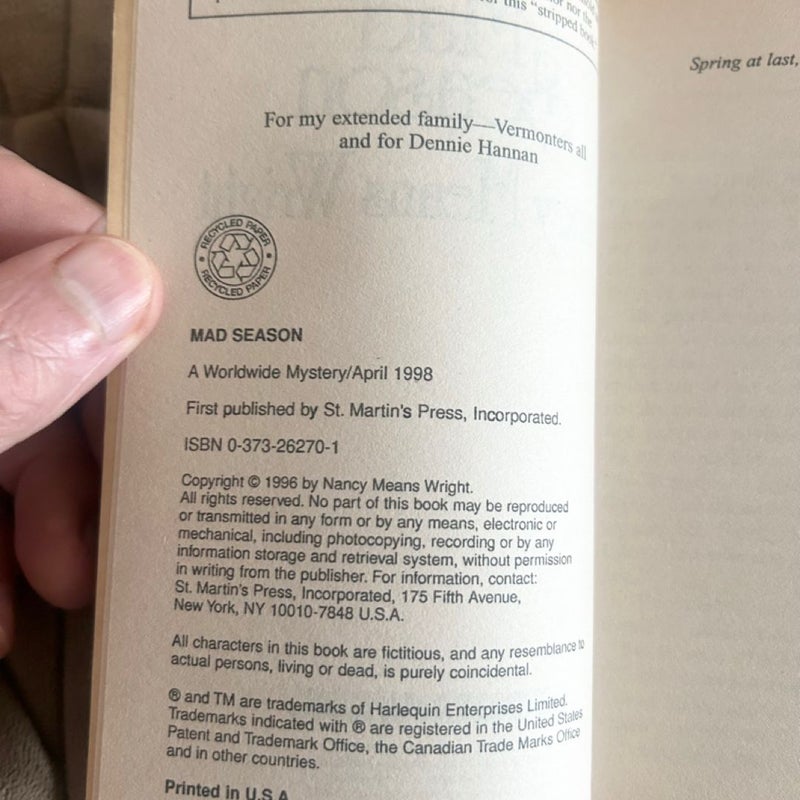 this "stripped book"
For my extended family—Vermonters all
and for Dennie Hannan
RECYCLED PAPER
RECYCLED PAPER
MAD SEASON
A Worldwide Mystery/April 1998
First published by St. Martin's Press, Incorporated.
ISBN 0-373-26270-1
Copyright © 1996 by Nancy Means Wright.
All rights reserved. No part of this book may be reproduced
or transmitted in any form or by any means, electronic or
mechanical, including photocopying, recording or by any
information storage and retrieval system, without permission
in writing from the publisher. For information, contact:
St. Martin's Press, Incorporated, 175 Fifth Avenue,
New York, NY 10010-7848 U.S.A.
All characters in this book are fictitious, and any resemblance to
actual persons, living or dead, is purely coincidental.
® and TM are trademarks of Harlequin Enterprises Limited.
Trademarks indicated with ® are registered in the United States
Patent and Trademark Office, the Canadian Trade Marks Office
and in other countries.
Printed in U.S.A
Spring at last,